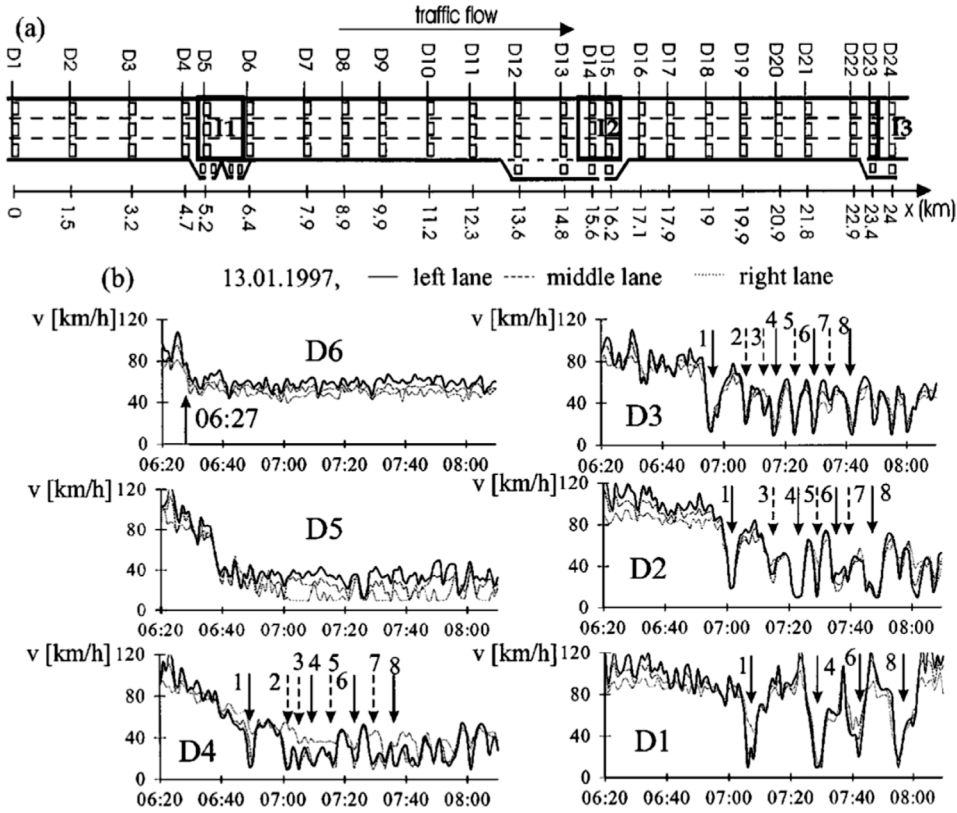 (a)
traffic flow
D1 D2 D3 D4 D5 D6 D7 D8 D9 D10 D11 D12 D13 D14 D15 D16 D17 D18 D19 D20 D21 D22 D23 D24
I1 I2 I3
0 1.5 3.2 4.7 5.2 6.4 7.9 8.9 9.9 11.2 12.3 13.6 14.8 15.6 16.2 17.1 17.9 19 19.9 20.9 21.8 22.9 23.4 24 x (km)
(b) 13.01.1997, left lane middle lane right lane
v [km/h] 120
80
40
0
D6
06:27
06:20 06:40 07:00 07:20 07:40 08:00
v [km/h] 120
80
40
0
1 2 3 4 5 6 7 8
D3
06:20 06:40 07:00 07:20 07:40 08:00
v [km/h] 120
80
40
0
D5
06:20 06:40 07:00 07:20 07:40 08:00
v [km/h] 120
80
40
0
1 3 4 5 6 7 8
D2
06:20 06:40 07:00 07:20 07:40 08:00
v [km/h] 120
80
40
0
1 2 3 4 5 6 7 8
D4
06:20 06:40 07:00 07:20 07:40 08:00
v [km/h] 120
80
40
0
1 4 6 8
D1
06:20 06:40 07:00 07:20 07:40 08:00